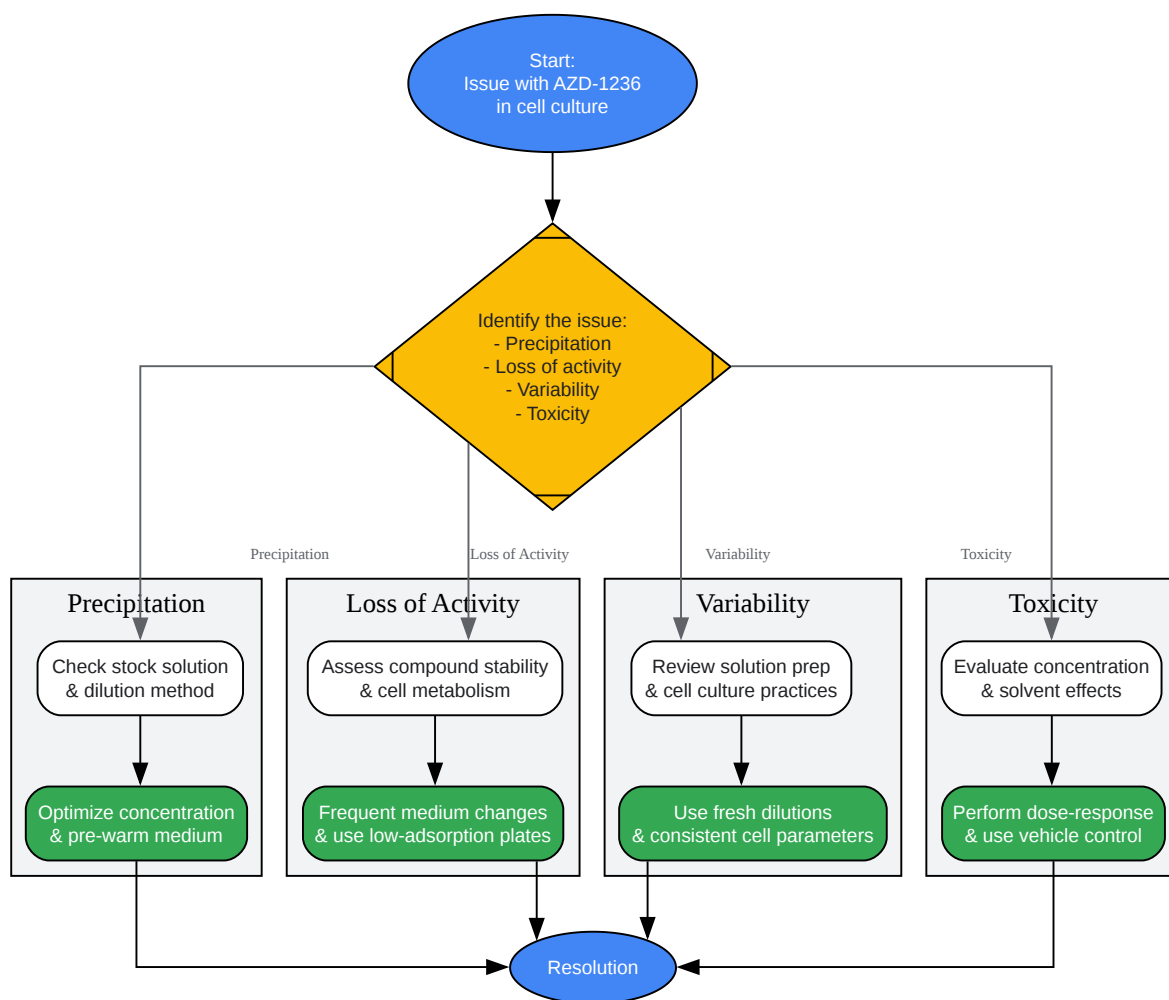 Start:
Issue with AZD-1236
in cell culture
Identify the issue:
- Precipitation
- Loss of activity
- Variability
- Toxicity
Precipitation
Loss of Activity
Variability
Toxicity
Precipitation
Check stock solution
& dilution method
Optimize concentration
& pre-warm medium
Loss of Activity
Assess compound stability
& cell metabolism
Frequent medium changes
& use low-adsorption plates
Variability
Review solution prep
& cell culture practices
Use fresh dilutions
& consistent cell parameters
Toxicity
Evaluate concentration
& solvent effects
Perform dose-response
& use vehicle control
Resolution